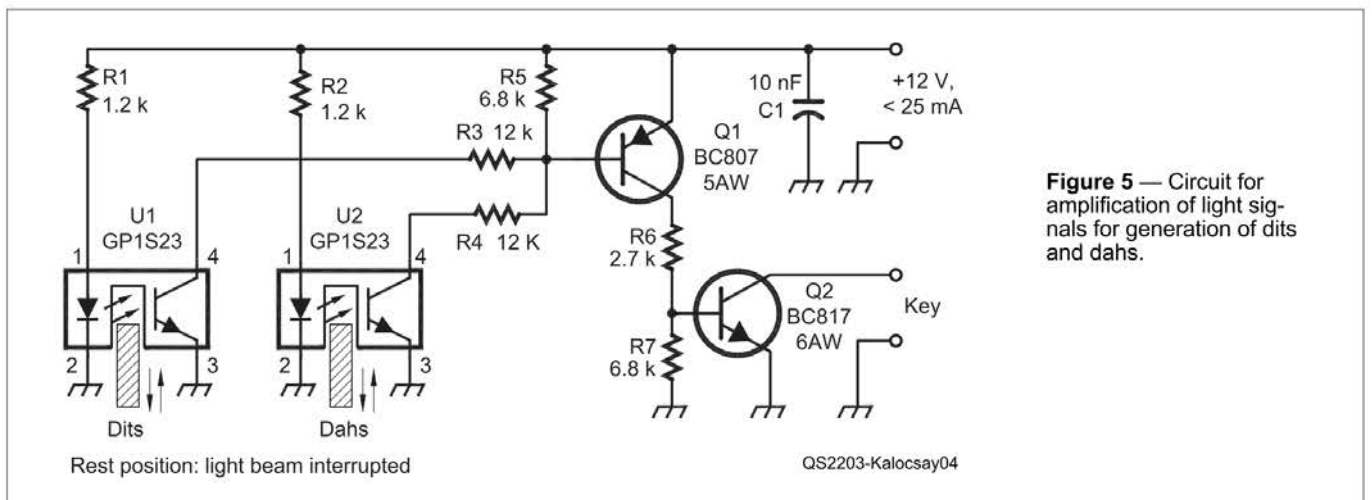 R1
1.2 k
R2
1.2 k
R5
6.8 k
R3 12 k
R4 12 K
Q1
BC807
5AW
10 nF
C1
+12 V,
< 25 mA
U1
GP1S23
1
4
2
3
Dits
U2
GP1S23
1
4
2
3
Dahs
R6
2.7 k
R7
6.8 k
Q2
BC817
6AW
Key
Rest position: light beam interrupted
QS2203-Kalocsay04
Figure 5 — Circuit for
amplification of light sig-
nals for generation of dits
and dahs.